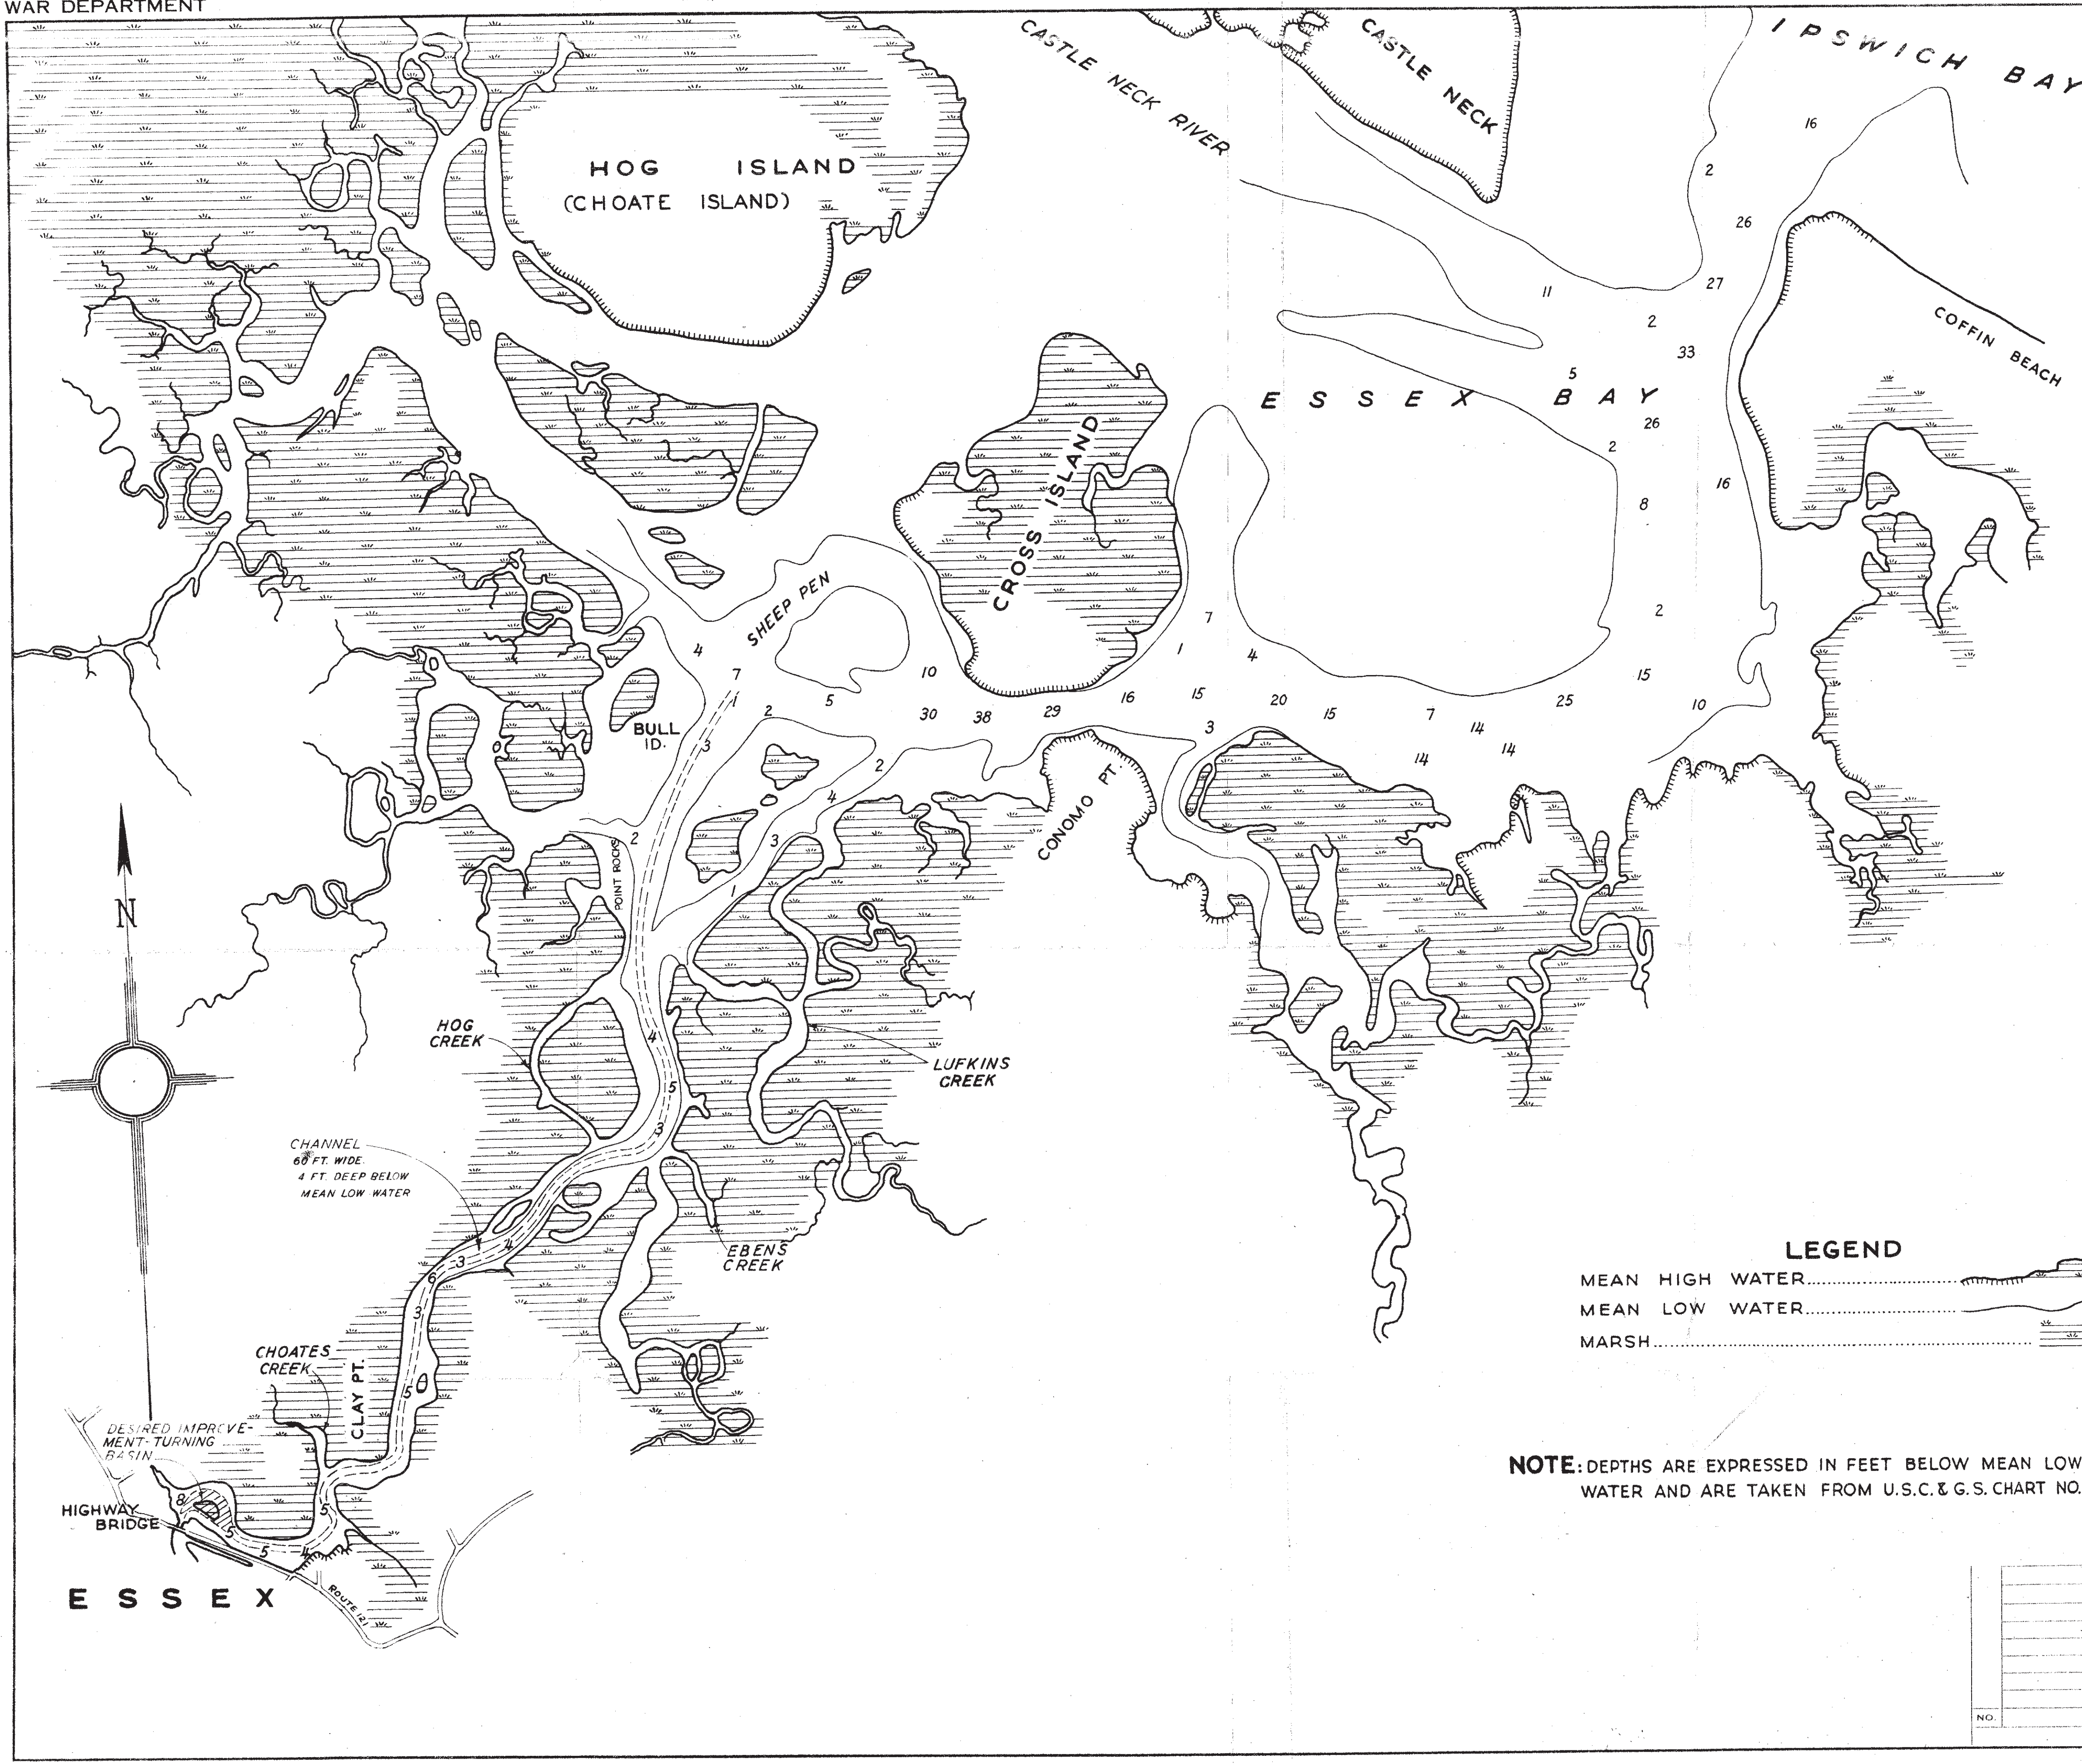 WAR DEPARTMENT
IPSWICH BAY
CASTLE NECK RIVER
CASTLE NECK
16
2
HOG ISLAND
(CHOATE ISLAND)
26
27
11
2
COFFIN BEACH
33
5
ESSEX BAY
26
2
CROSS ISLAND
16
8
SHEEP PEN
2
7
4
1
4
7
10
15
5
16
15
20
25
10
1
2
30
38
29
15
7
3
14
BULL
ID.
3
14
14
2
CONOMO PT.
4
2
3
POINT ROCKS
1
N
HOG
CREEK
4
LUFKINS
CREEK
5
3
CHANNEL
60 FT. WIDE
4 FT. DEEP BELOW
MEAN LOW WATER
4
3
6
EBENS
CREEK
3
LEGEND
MEAN HIGH WATER
MEAN LOW WATER
MARSH
CHOATES
CREEK
CLAY PT.
5
DESIRED IMPROVE-
MENT-TURNING
BASIN
NOTE: DEPTHS ARE EXPRESSED IN FEET BELOW MEAN LOW
WATER AND ARE TAKEN FROM U.S.C. & G.S. CHART NO.
8
HIGHWAY
BRIDGE
5
5
5
4
ESSEX
ROUTE 121
NO.